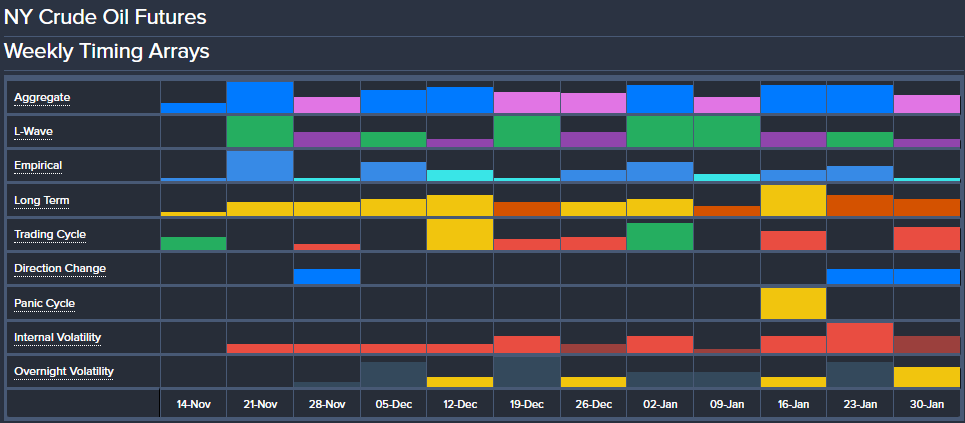 NY Crude Oil Futures
Weekly Timing Arrays
Aggregate
L-Wave
Empirical
Long Term
Trading Cycle
Direction Change
Panic Cycle
Internal Volatility
Overnight Volatility
14-Nov 21-Nov 28-Nov 05-Dec 12-Dec 19-Dec 26-Dec 02-Jan 09-Jan 16-Jan 23-Jan 30-Jan